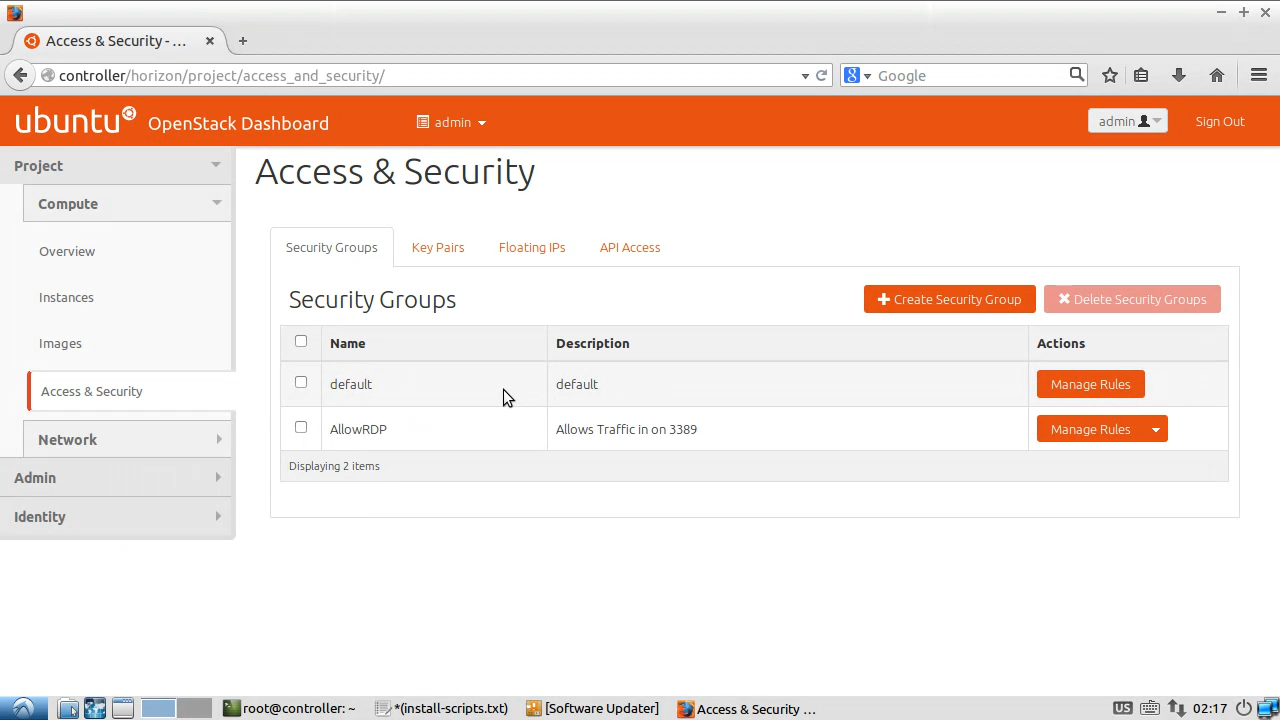 Access & Security - ...
controller/horizon/project/access_and_security/
Google
ubuntu OpenStack Dashboard
admin
admin
Sign Out
Project
Compute
Overview
Instances
Images
Access & Security
Network
Admin
Identity
Access & Security
Security Groups
Key Pairs
Floating IPs
API Access
Security Groups
Create Security Group
Delete Security Groups
Name
Description
Actions
default
default
Manage Rules
AllowRDP
Allows Traffic in on 3389
Manage Rules
Displaying 2 items
root@controller: ~
*(install-scripts.txt)
[Software Updater]
Access & Security ...
US
02:17